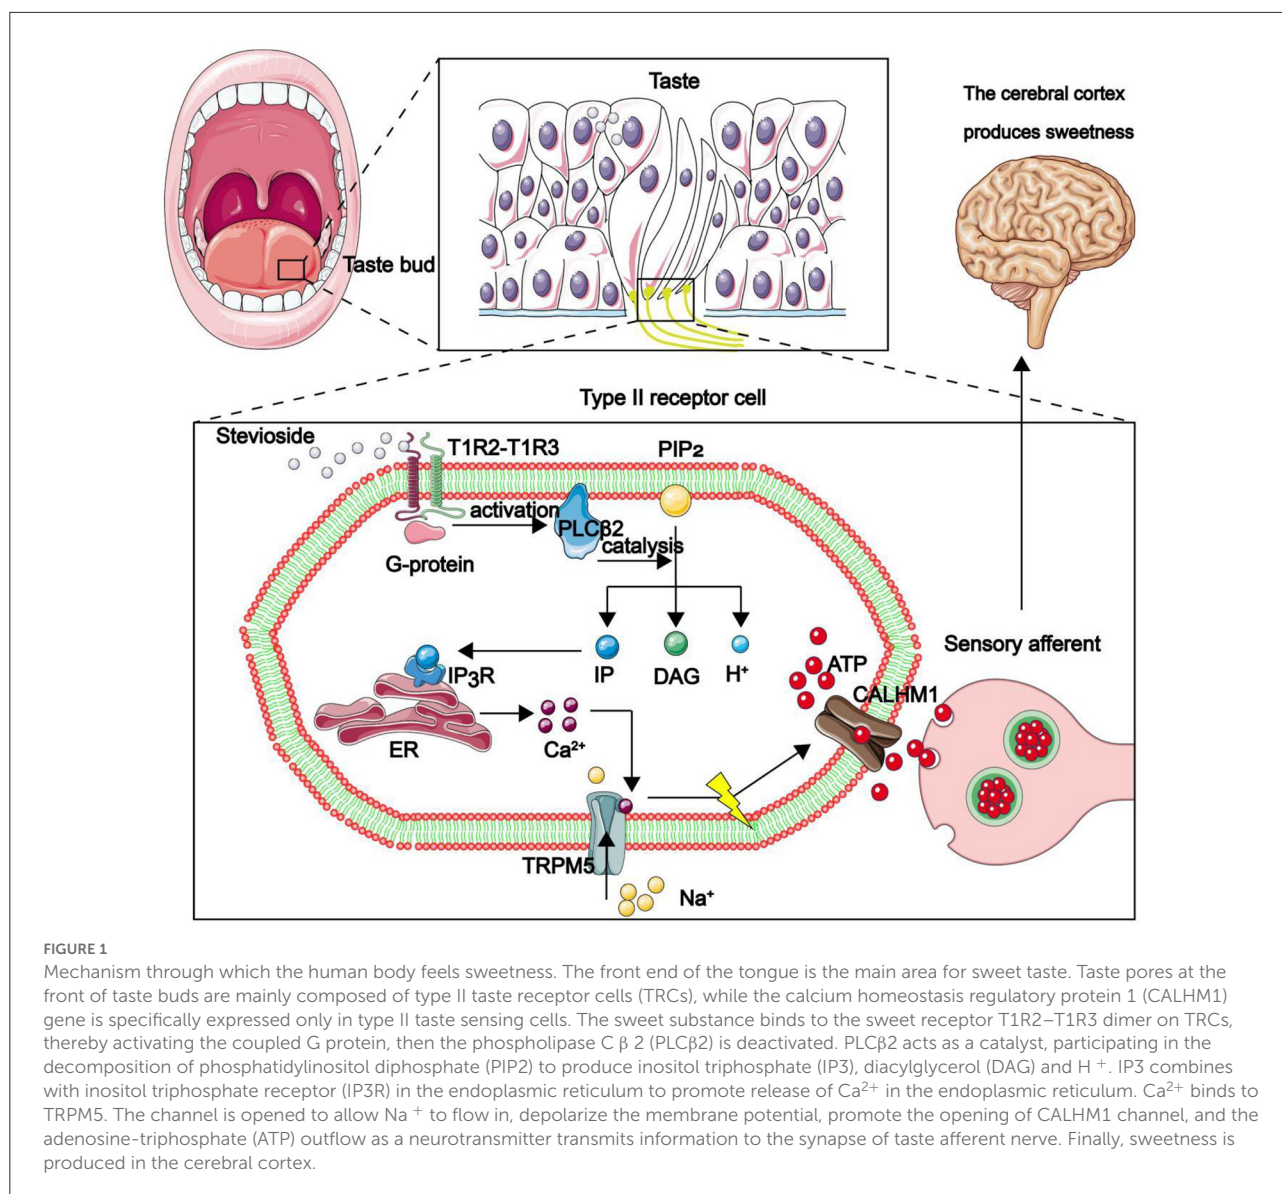 Taste
The cerebral cortex
produces sweetness
Taste bud
Type II receptor cell
Stevioside
T1R2-T1R3
PIP2
activation
PLCβ2
catalysis
G-protein
IP
DAG
H⁺
IP3R
ER
Ca²⁺
ATP
CALHM1
Sensory afferent
TRPM5
Na⁺
FIGURE 1
Mechanism through which the human body feels sweetness. The front end of the tongue is the main area for sweet taste. Taste pores at the
front of taste buds are mainly composed of type II taste receptor cells (TRCs), while the calcium homeostasis regulatory protein 1 (CALHM1)
gene is specifically expressed only in type II taste sensing cells. The sweet substance binds to the sweet receptor T1R2–T1R3 dimer on TRCs,
thereby activating the coupled G protein, then the phospholipase C β 2 (PLCβ2) is deactivated. PLCβ2 acts as a catalyst, participating in the
decomposition of phosphatidylinositol diphosphate (PIP2) to produce inositol triphosphate (IP3), diacylglycerol (DAG) and H ⁺. IP3 combines
with inositol triphosphate receptor (IP3R) in the endoplasmic reticulum to promote release of Ca²⁺ in the endoplasmic reticulum. Ca²⁺ binds to
TRPM5. The channel is opened to allow Na ⁺ to flow in, depolarize the membrane potential, promote the opening of CALHM1 channel, and the
adenosine-triphosphate (ATP) outflow as a neurotransmitter transmits information to the synapse of taste afferent nerve. Finally, sweetness is
produced in the cerebral cortex.